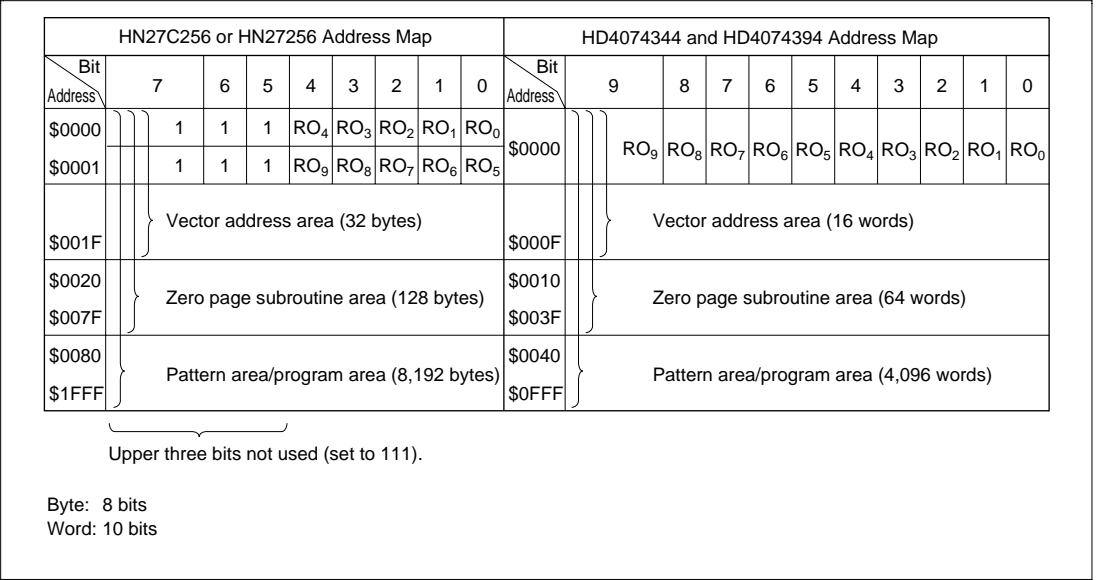 HN27C256 or HN27256 Address Map HD4074344 and HD4074394 Address Map
Bit 7 6 5 4 3 2 1 0 Bit 9 8 7 6 5 4 3 2 1 0
Address Address
$0000 1 1 1 RO4 RO3 RO2 RO1 RO0
$0000 RO9 RO8 RO7 RO6 RO5 RO4 RO3 RO2 RO1 RO0
$0001 1 1 1 RO9 RO8 RO7 RO6 RO5
Vector address area (32 bytes) Vector address area (16 words)
$001F $000F
$0020 $0010
Zero page subroutine area (128 bytes) Zero page subroutine area (64 words)
$007F $003F
$0080 $0040
Pattern area/program area (8,192 bytes) Pattern area/program area (4,096 words)
$1FFF $0FFF
Upper three bits not used (set to 111).
Byte: 8 bits
Word: 10 bits